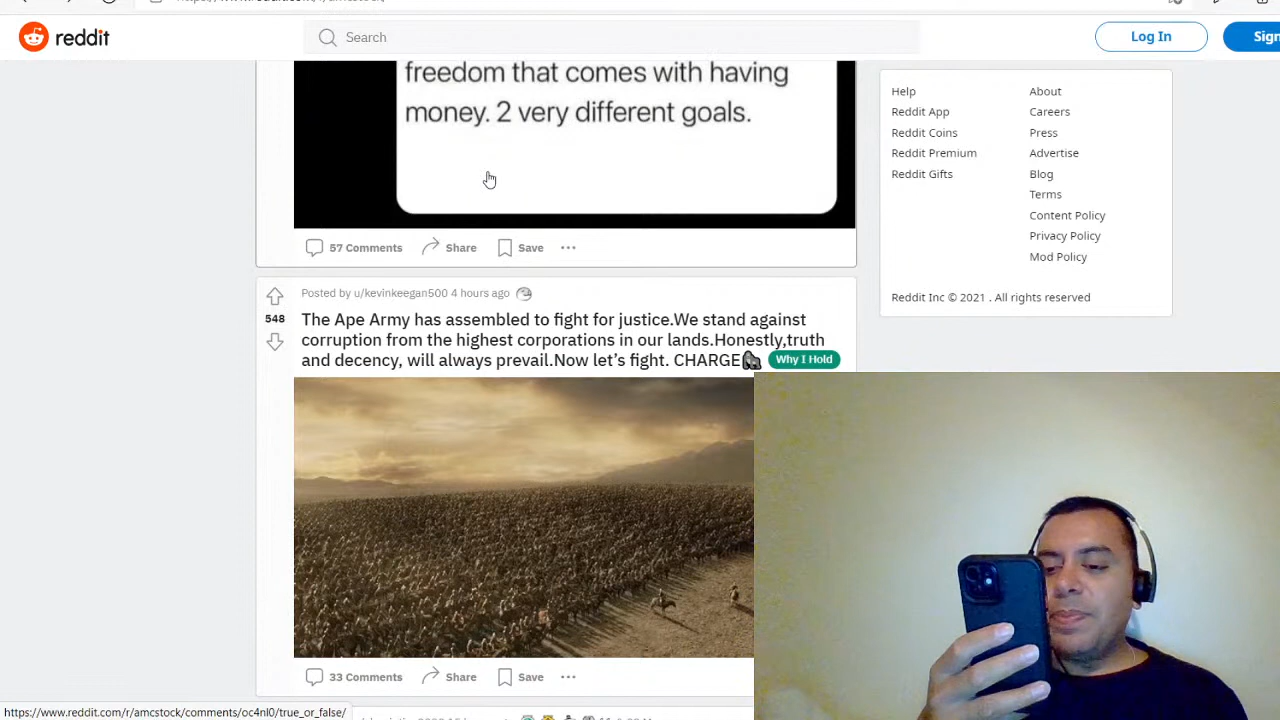 reddit
Search
Log In
Sign
freedom that comes with having
money. 2 very different goals.
57 Comments
Share
Save
Help
About
Reddit App
Careers
Reddit Coins
Press
Reddit Premium
Advertise
Reddit Gifts
Blog
Terms
Content Policy
Privacy Policy
Mod Policy
Reddit Inc © 2021 . All rights reserved
Posted by u/kevinkeegan500 4 hours ago
548
The Ape Army has assembled to fight for justice.We stand against
corruption from the highest corporations in our lands.Honestly,truth
and decency, will always prevail.Now let’s fight. CHARGE🦍
Why I Hold
33 Comments
Share
Save
https://www.reddit.com/r/amcstock/comments/oc4nl0/true_or_false/